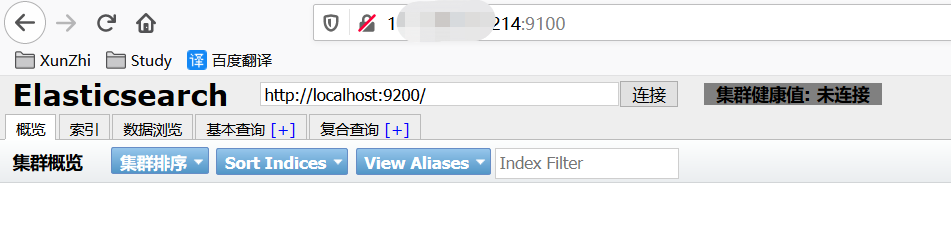 214:9100
XunZhi Study 译 百度翻译
Elasticsearch http://localhost:9200/ 连接 集群健康值: 未连接
概览 索引 数据浏览 基本查询 [+] 复合查询 [+]
集群概览 集群排序 Sort Indices View Aliases Index Filter